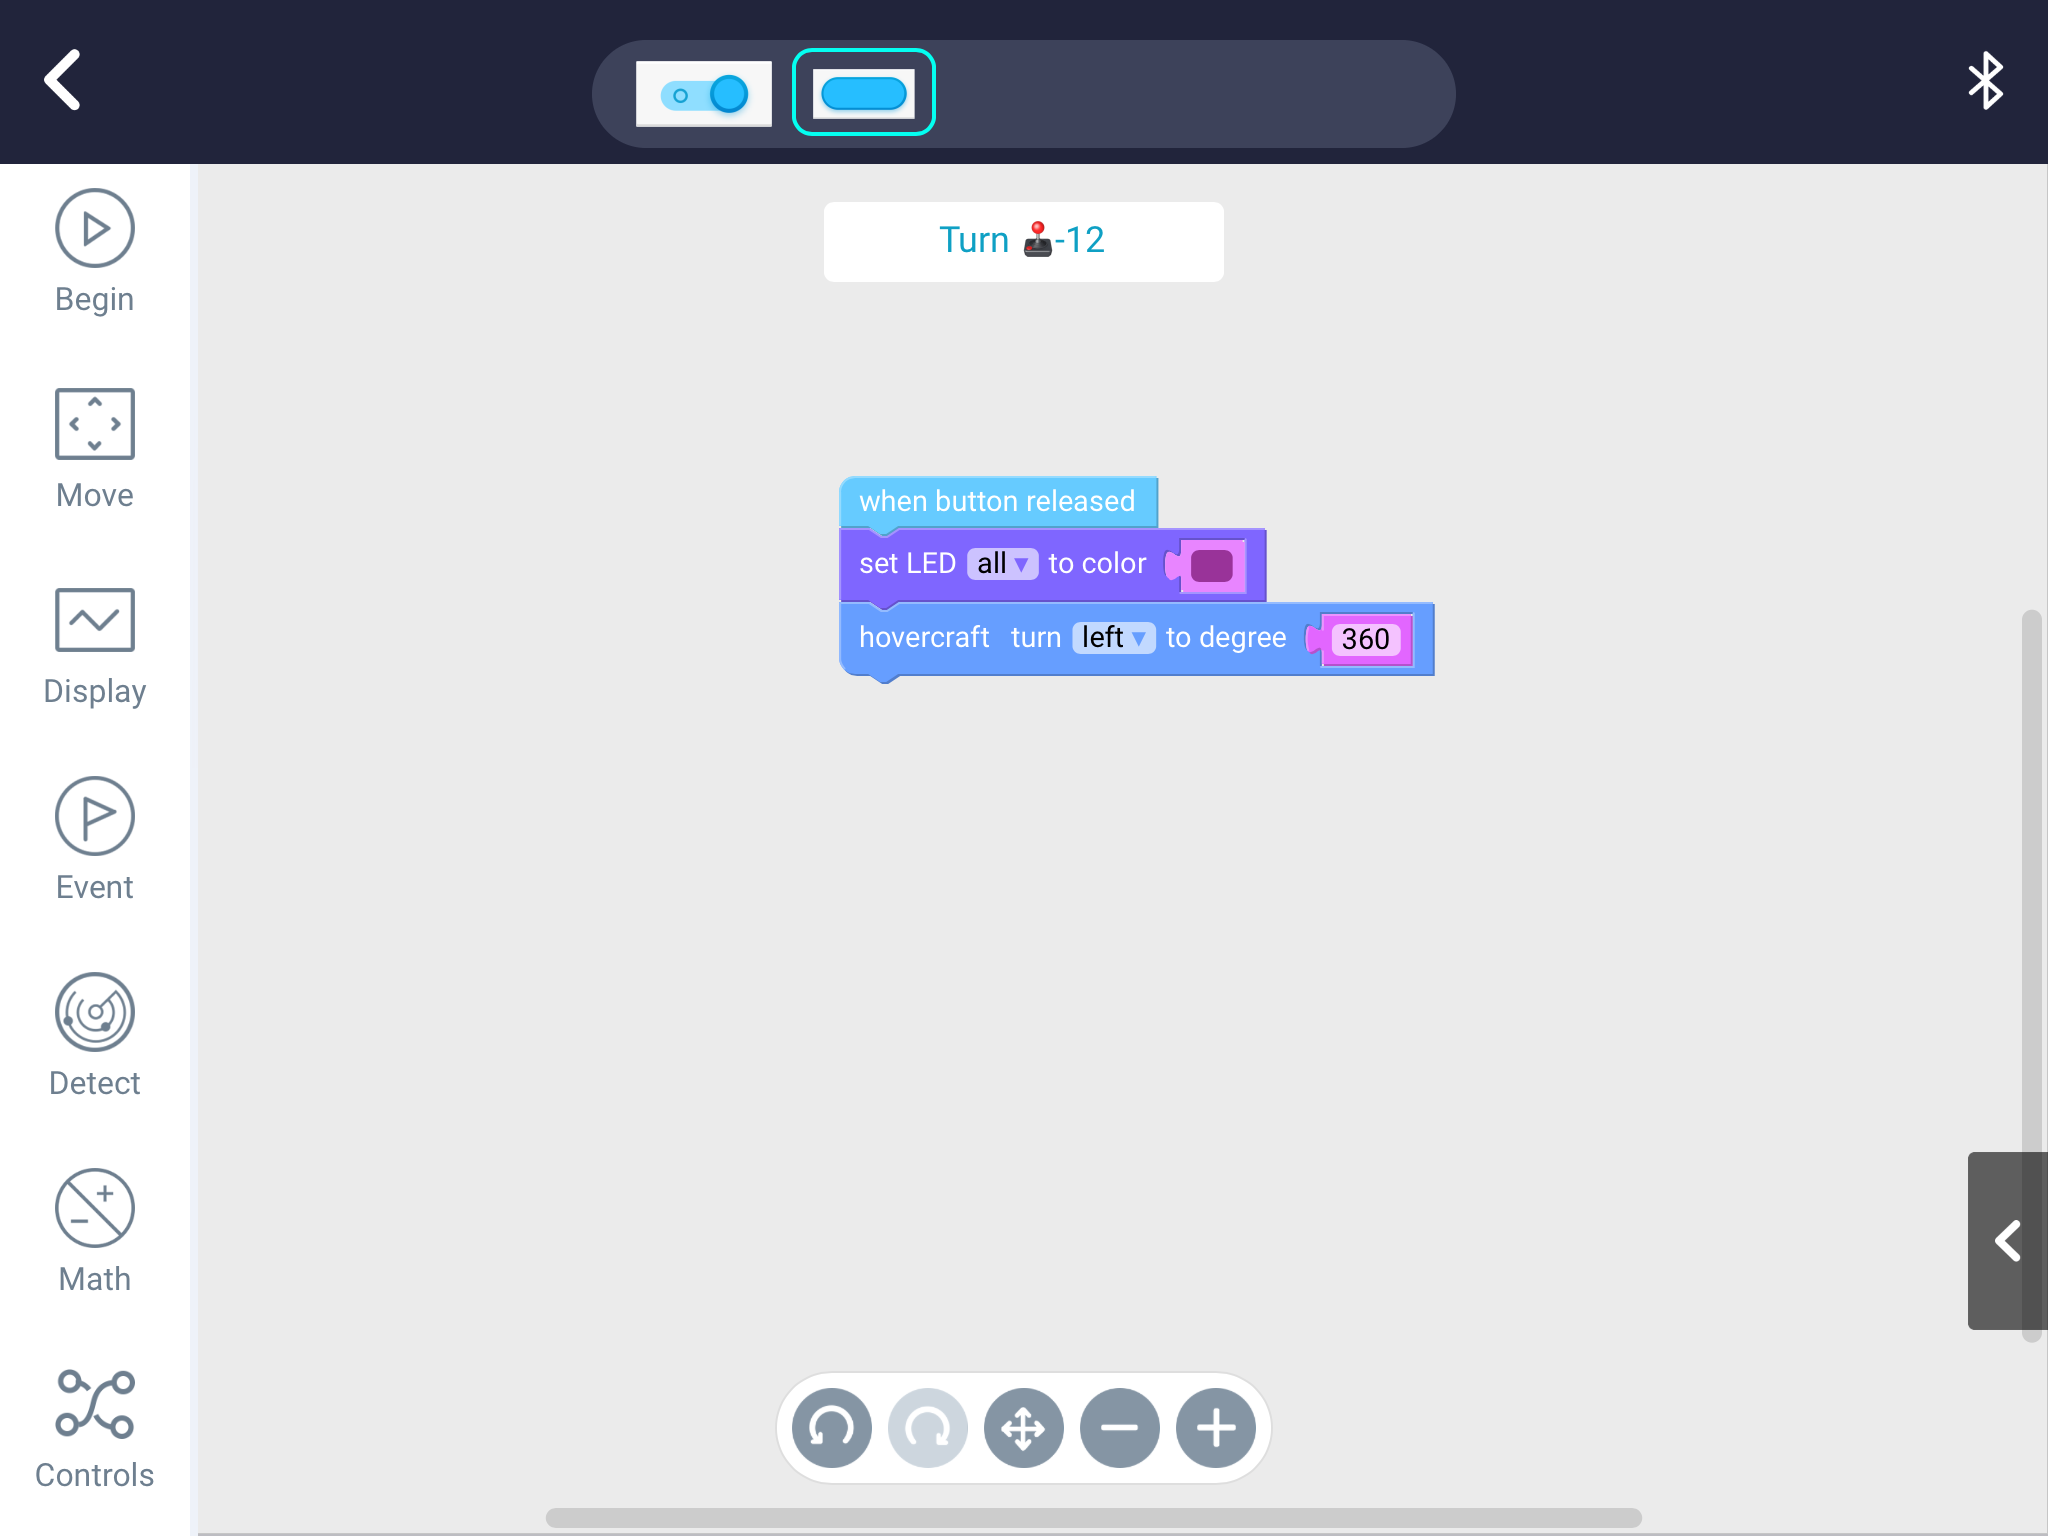 Turn 🕹-12
Begin
Move
Display
Event
Detect
Math
Controls
when button released
set LED all ▾ to color
hovercraft turn left ▾ to degree 360